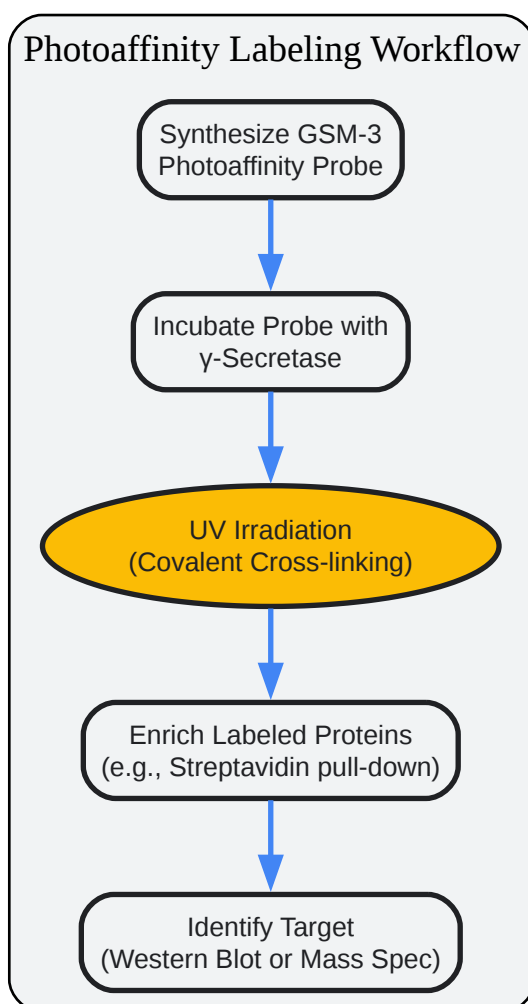 Photoaffinity Labeling Workflow
Synthesize GSM-3
Photoaffinity Probe
Incubate Probe with
γ-Secretase
UV Irradiation
(Covalent Cross-linking)
Enrich Labeled Proteins
(e.g., Streptavidin pull-down)
Identify Target
(Western Blot or Mass Spec)